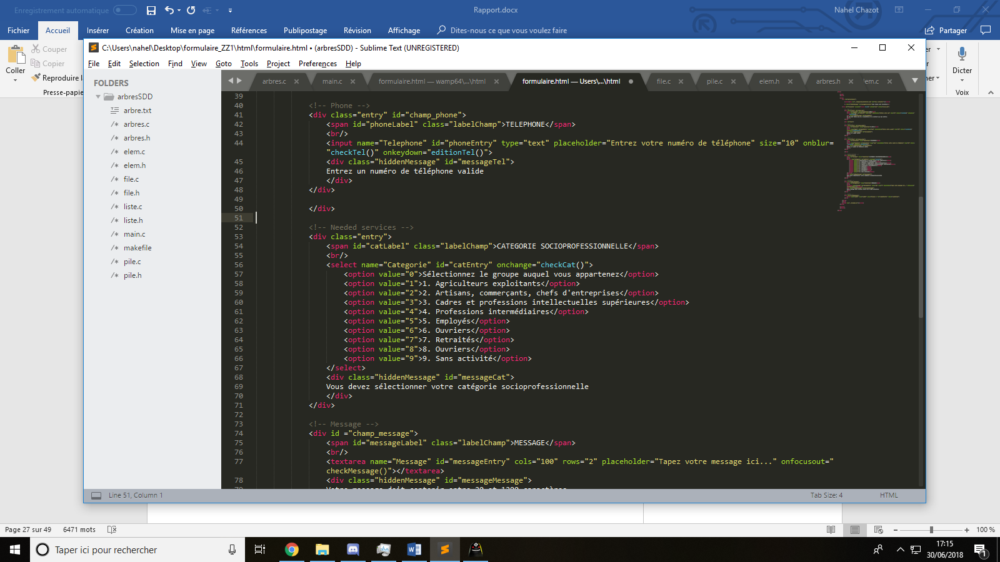 Enregistrement automatique
Rapport.docx
Nahel Chazot
Fichier Accueil Insérer Création Mise en page Références Publipostage Révision Affichage Dites-nous ce que vous voulez faire Partager
Couper
Copier
Coller
Reproduire l
Presse-papie
Dicter
Voix
C:\Users\nahel\Desktop\formulaire_ZZ1\html\formulaire.html • (arbresSDD) - Sublime Text (UNREGISTERED)
File Edit Selection Find View Goto Tools Project Preferences Help
FOLDERS
arbresSDD
arbre.txt
arbres.c
arbres.h
elem.c
elem.h
file.c
file.h
liste.c
liste.h
main.c
makefile
pile.c
pile.h
arbres.c main.c formulaire.html — wamp64\...\html formulaire.html — Users\...\html file.c pile.c elem.h arbres.h lem.c
39
40 <!-- Phone -->
41 <div class="entry" id="champ_phone">
42 <span id="phoneLabel" class="labelChamp">TELEPHONE</span>
43 <br/>
44 <input name="Telephone" id="phoneEntry" type="text" placeholder="Entrez votre numéro de téléphone" size="10" onblur=
"checkTel()" onkeydown="editionTel()">
45 <div class="hiddenMessage" id="messageTel">
46 Entrez un numéro de téléphone valide
47 </div>
48 </div>
49
50 </div>
51
52 <!-- Needed services -->
53 <div class="entry">
54 <span id="catLabel" class="labelChamp">CATEGORIE SOCIOPROFESSIONNELLE</span>
55 <br/>
56 <select name="Categorie" id="catEntry" onchange="checkCat()">
57 <option value="0">Sélectionnez le groupe auquel vous appartenez</option>
58 <option value="1">1. Agriculteurs exploitants</option>
59 <option value="2">2. Artisans, commerçants, chefs d'entreprises</option>
60 <option value="3">3. Cadres et professions intellectuelles supérieures</option>
61 <option value="4">4. Professions intermédiaires</option>
62 <option value="5">5. Employés</option>
63 <option value="6">6. Ouvriers</option>
64 <option value="7">7. Retraités</option>
65 <option value="8">8. Ouvriers</option>
66 <option value="9">9. Sans activité</option>
67 </select>
68 <div class="hiddenMessage" id="messageCat">
69 Vous devez sélectionner votre catégorie socioprofessionnelle
70 </div>
71 </div>
72
73 <!-- Message -->
74 <div id ="champ_message">
75 <span id="messageLabel" class="labelChamp">MESSAGE</span>
76 <br/>
77 <textarea name="Message" id="messageEntry" cols="100" rows="2" placeholder="Tapez votre message ici..." onfocusout="
checkMessage()"></textarea>
78 <div class="hiddenMessage" id="messageMessage">
Line 51, Column 1
Tab Size: 4
HTML
Page 27 sur 49 6471 mots
100 %
Taper ici pour rechercher
17:15
30/06/2018
1